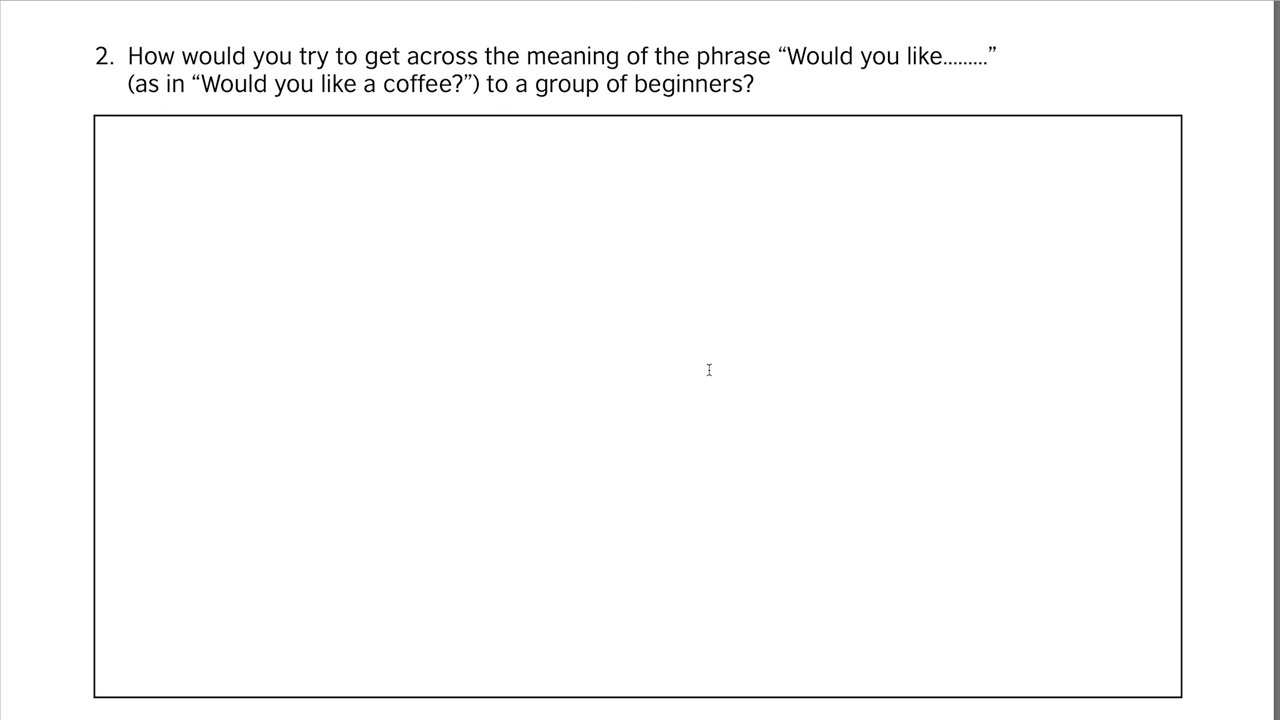 2. How would you try to get across the meaning of the phrase “Would you like.........”
(as in “Would you like a coffee?”) to a group of beginners?